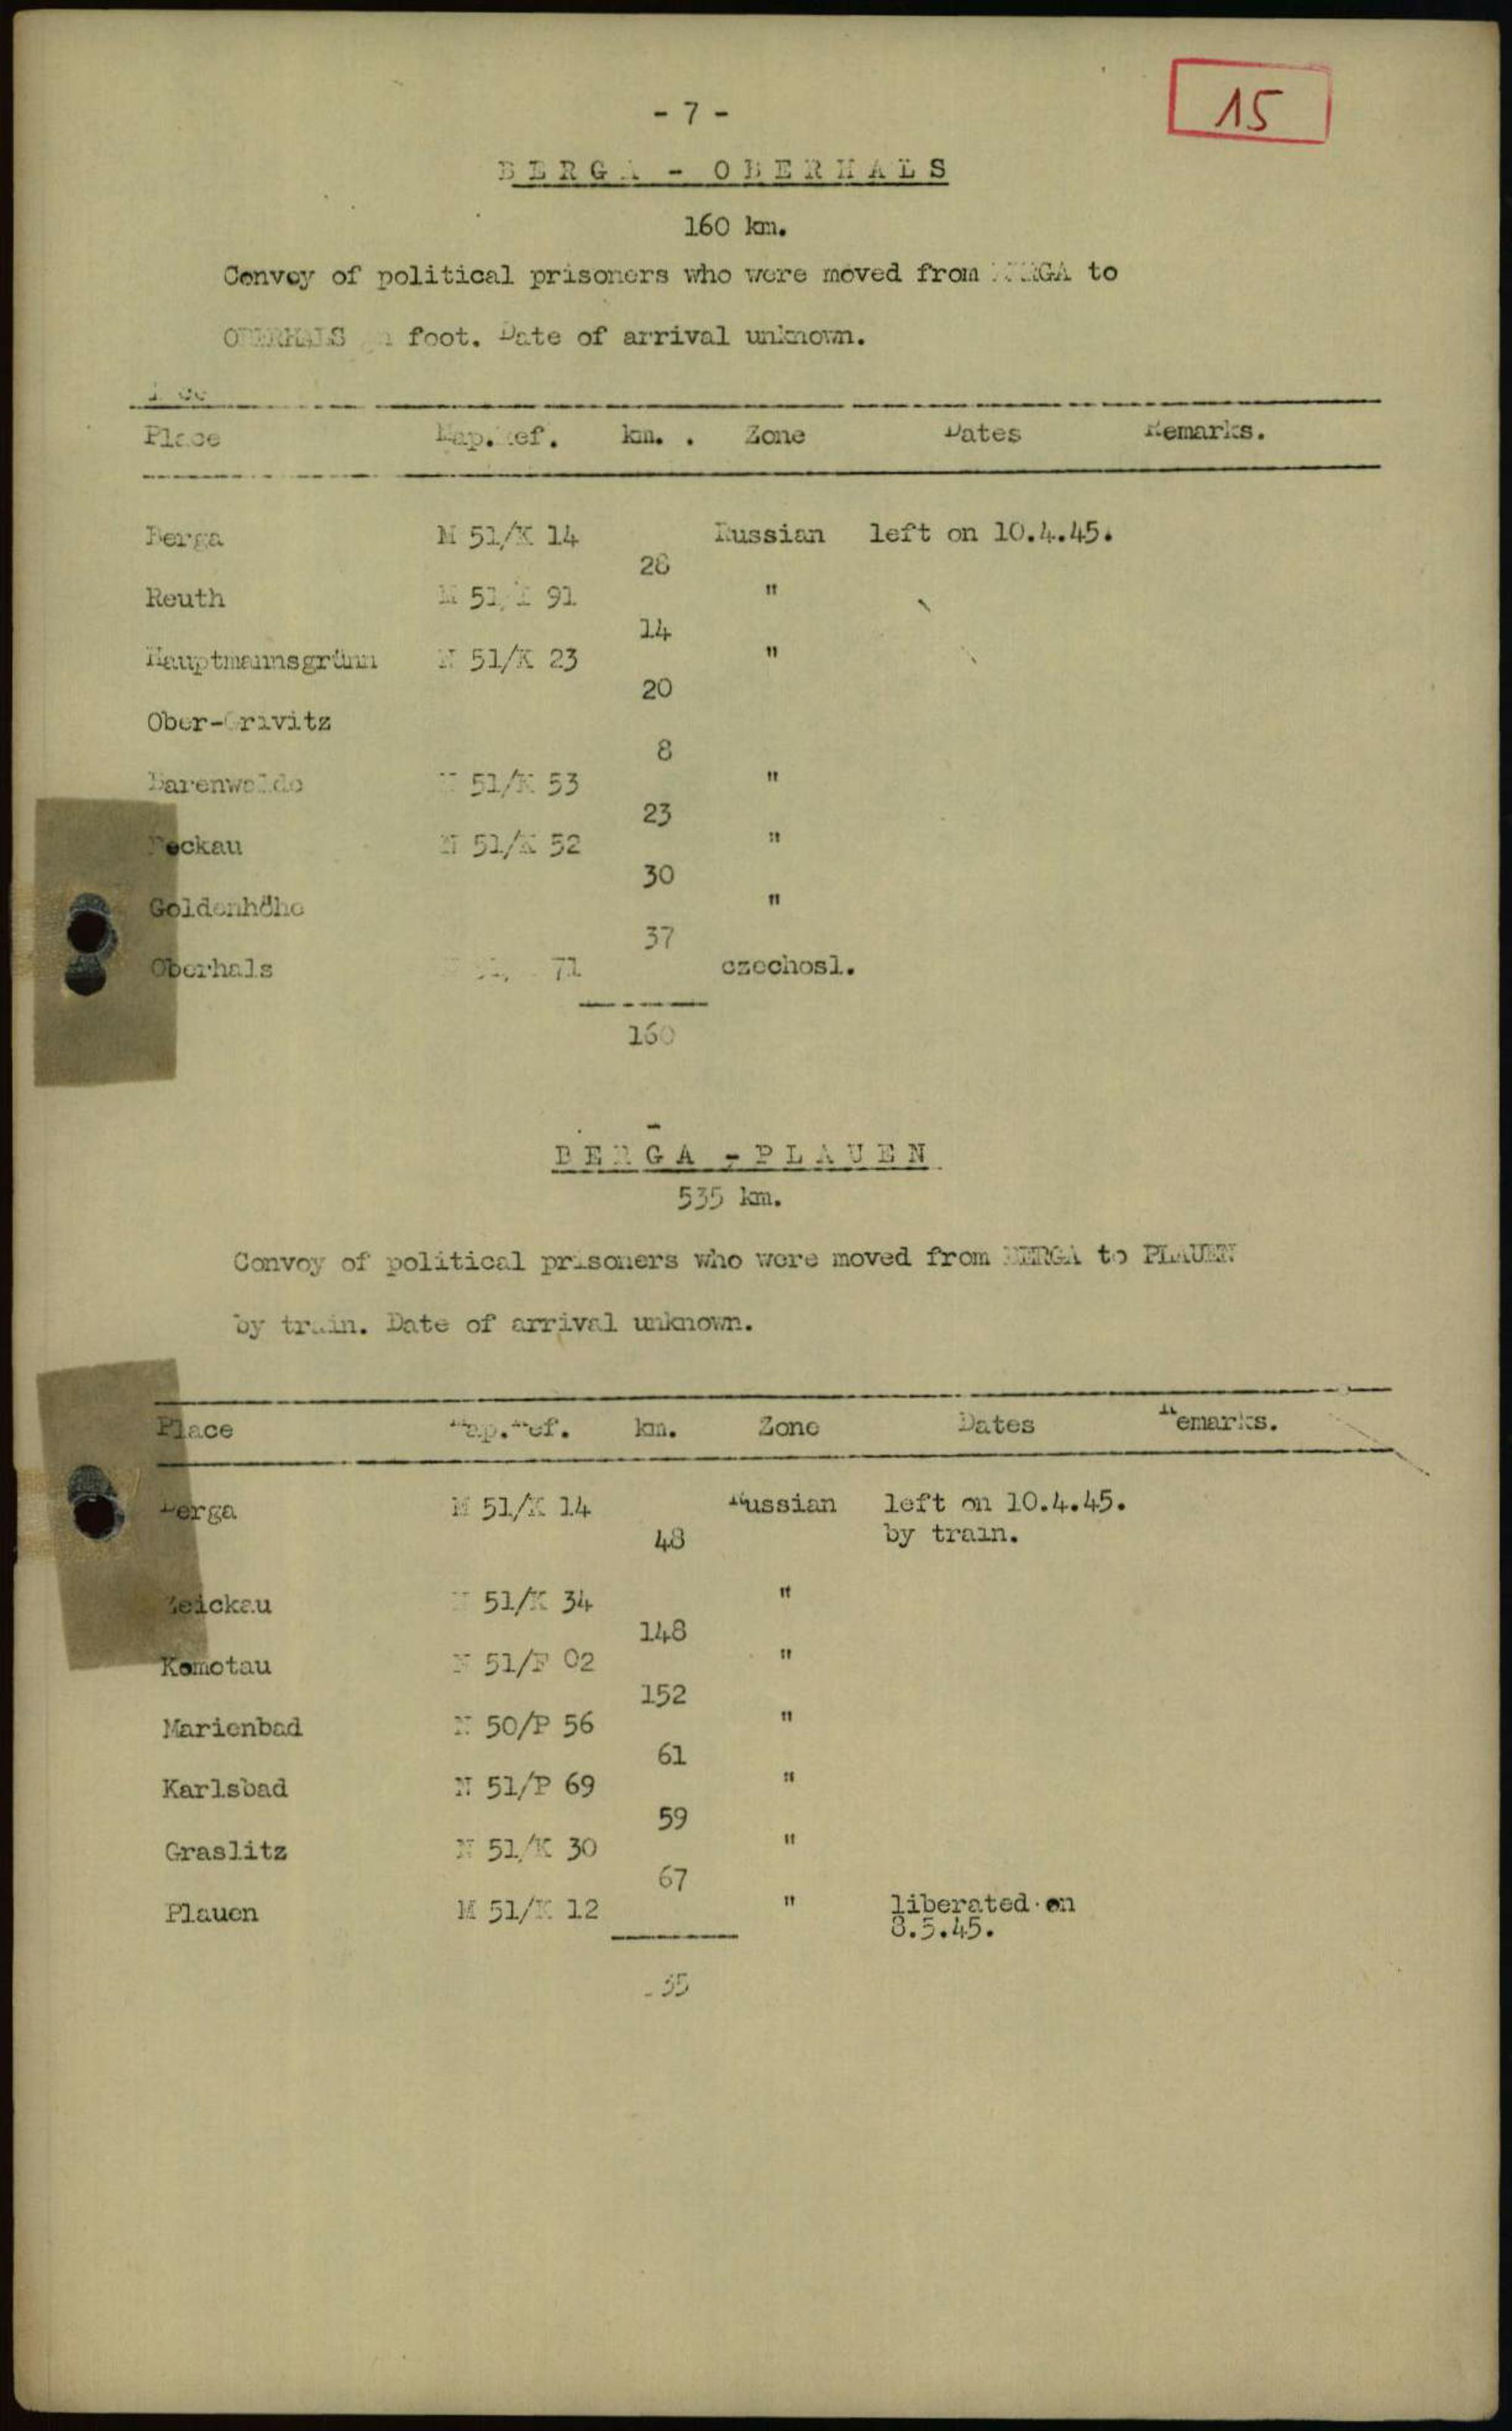 - 7 -
15
BERGA - OBERHALS
160 km.
Convoy of political prisoners who were moved from BERGA to
OBERHALS on foot. Date of arrival unknown.
Place Map.Ref. km. . Zone Dates Remarks.
Berga M 51/K 14 Russian left on 10.4.45.
28
Reuth 51/ 91 "
14
Hauptmannsgrünn 51/K 23 "
20
Ober-Crivitz
8
Barenwalde 51/K 53 "
23
Bockau N 51/K 52 "
30
Goldenhöhe "
37
Oberhals 71 czechosl.
160
BERGA - PLAUEN
535 km.
Convoy of political prisoners who were moved from BERGA to PLAUEN
by train. Date of arrival unknown.
Place Map.Ref. km. Zone Dates Remarks.
Berga M 51/K 14 Russian left on 10.4.45.
48 by train.
51/K 34 "
148
Komotau 51/F 02 "
152
Marienbad N 50/P 56 "
61
Karlsbad N 51/P 69 "
59
Graslitz N 51/K 30 "
67
Plauen M 51/K 12 " liberated on
8.5.45.
535